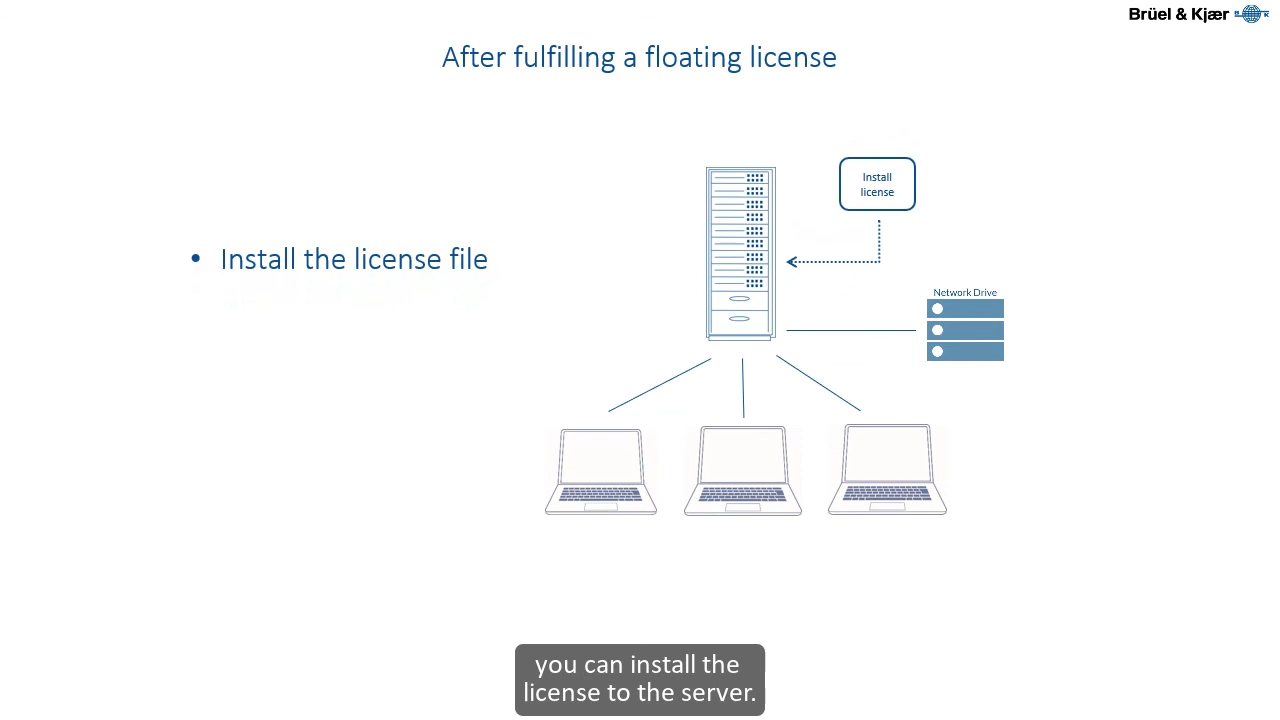 Brüel & Kjær
After fulfilling a floating license
Install
license
• Install the license file
Network Drive
you can install the
license to the server.